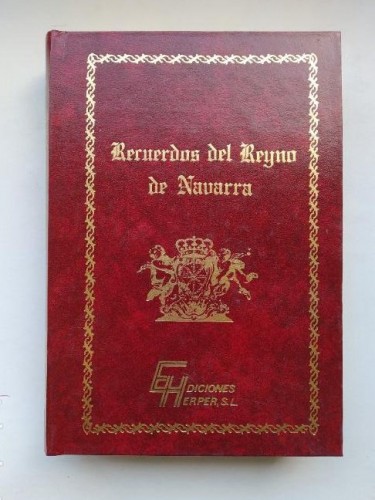 Recuerdos del Reyno
de Navarra
EDICIONES
HERPER, S.L.